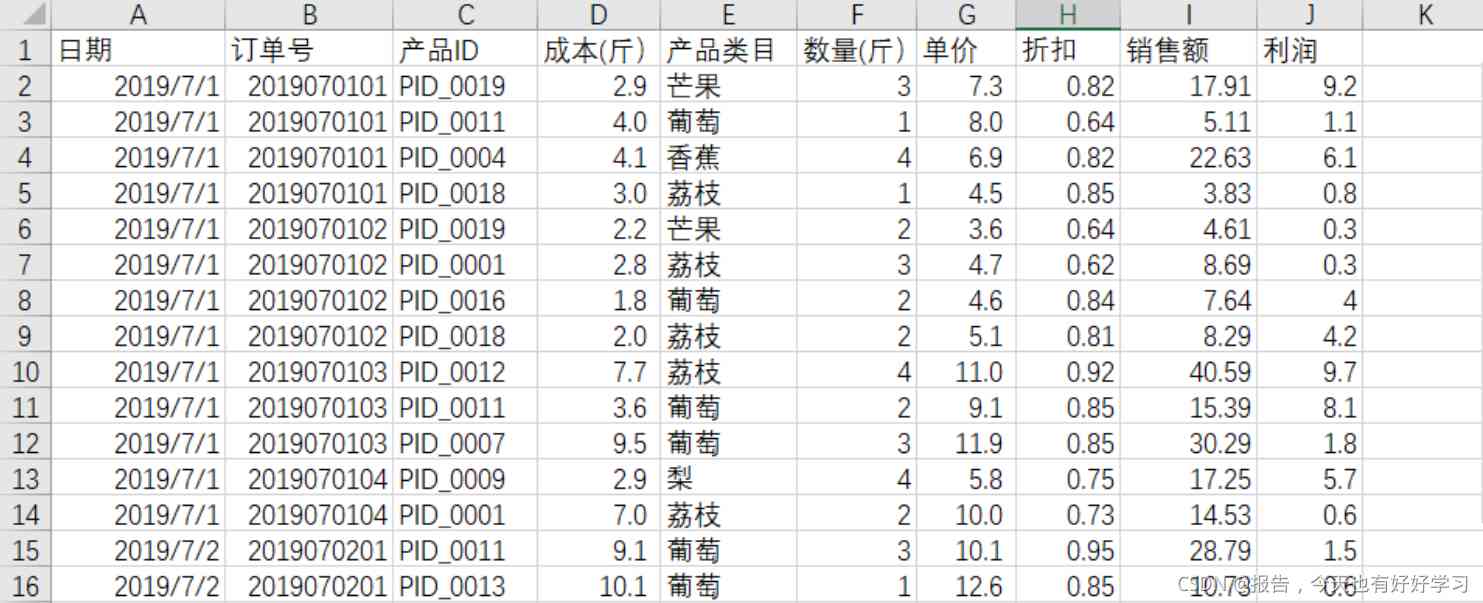 A B C D E F G H I J K
1 日期 订单号 产品ID 成本(斤) 产品类目 数量(斤) 单价 折扣 销售额 利润
2 2019/7/1 2019070101 PID_0019 2.9 芒果 3 7.3 0.82 17.91 9.2
3 2019/7/1 2019070101 PID_0011 4.0 葡萄 1 8.0 0.64 5.11 1.1
4 2019/7/1 2019070101 PID_0004 4.1 香蕉 4 6.9 0.82 22.63 6.1
5 2019/7/1 2019070101 PID_0018 3.0 荔枝 1 4.5 0.85 3.83 0.8
6 2019/7/1 2019070102 PID_0019 2.2 芒果 2 3.6 0.64 4.61 0.3
7 2019/7/1 2019070102 PID_0001 2.8 荔枝 3 4.7 0.62 8.69 0.3
8 2019/7/1 2019070102 PID_0016 1.8 葡萄 2 4.6 0.84 7.64 4
9 2019/7/1 2019070102 PID_0018 2.0 荔枝 2 5.1 0.81 8.29 4.2
10 2019/7/1 2019070103 PID_0012 7.7 荔枝 4 11.0 0.92 40.59 9.7
11 2019/7/1 2019070103 PID_0011 3.6 葡萄 2 9.1 0.85 15.39 8.1
12 2019/7/1 2019070103 PID_0007 9.5 葡萄 3 11.9 0.85 30.29 1.8
13 2019/7/1 2019070104 PID_0009 2.9 梨 4 5.8 0.75 17.25 5.7
14 2019/7/1 2019070104 PID_0001 7.0 荔枝 2 10.0 0.73 14.53 0.6
15 2019/7/2 2019070201 PID_0011 9.1 葡萄 3 10.1 0.95 28.79 1.5
16 2019/7/2 2019070201 PID_0013 10.1 葡萄 1 12.6 0.85 10.73 0.6
CSDN @报告，今天也有好好学习